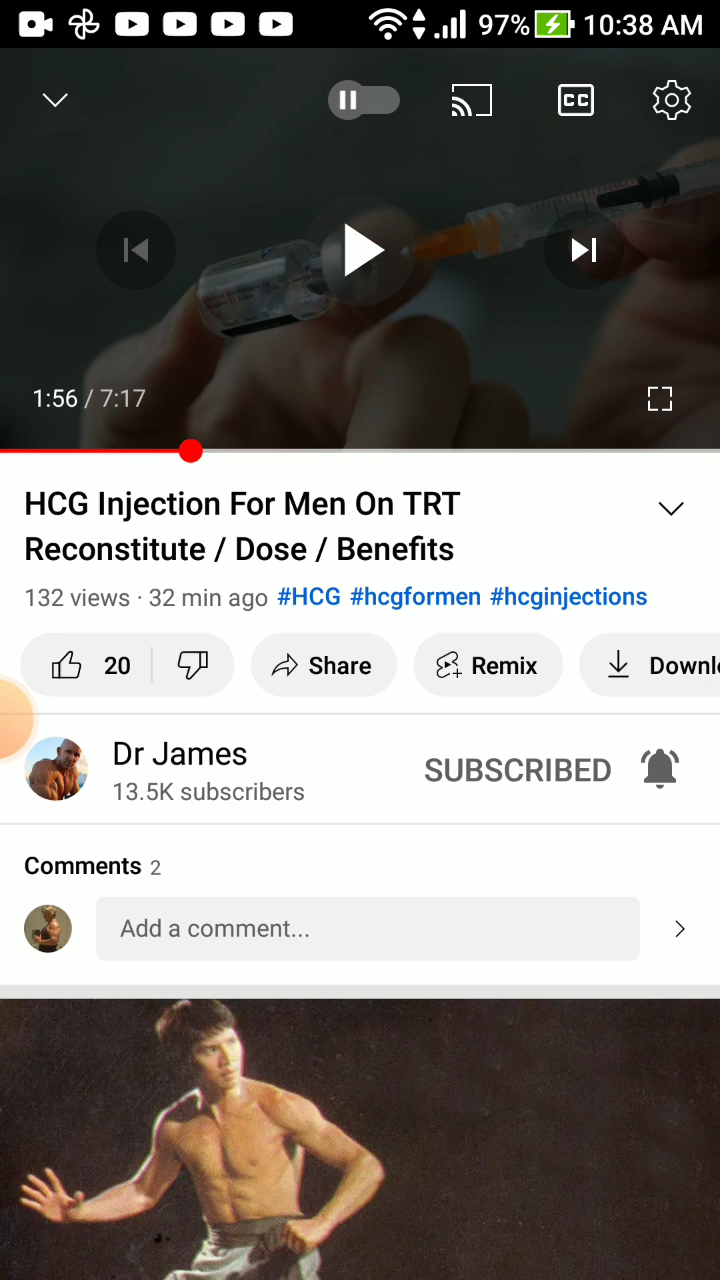 97% 10:38 AM
CC
1:56 / 7:17
HCG Injection For Men On TRT
Reconstitute / Dose / Benefits
132 views · 32 min ago #HCG #hcgformen #hcginjections
20 Share Remix Downl
Dr James
13.5K subscribers
SUBSCRIBED
Comments 2
Add a comment...